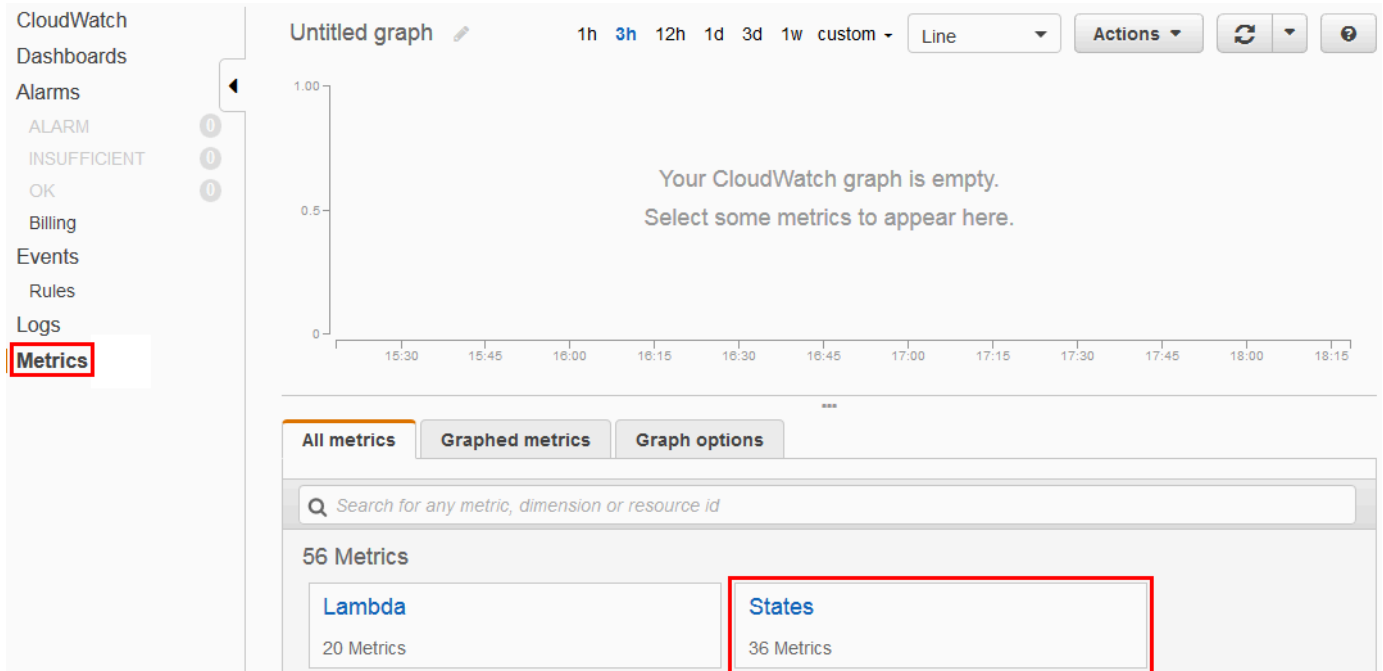 CloudWatch
Dashboards
Alarms
ALARM 0
INSUFFICIENT 0
OK 0
Billing
Events
Rules
Logs
Metrics
Untitled graph 1h 3h 12h 1d 3d 1w custom Line Actions
1.00
0.5
0
Your CloudWatch graph is empty.
Select some metrics to appear here.
15:30 15:45 16:00 16:15 16:30 16:45 17:00 17:15 17:30 17:45 18:00 18:15
All metrics Graphed metrics Graph options
Search for any metric, dimension or resource id
56 Metrics
Lambda
20 Metrics
States
36 Metrics